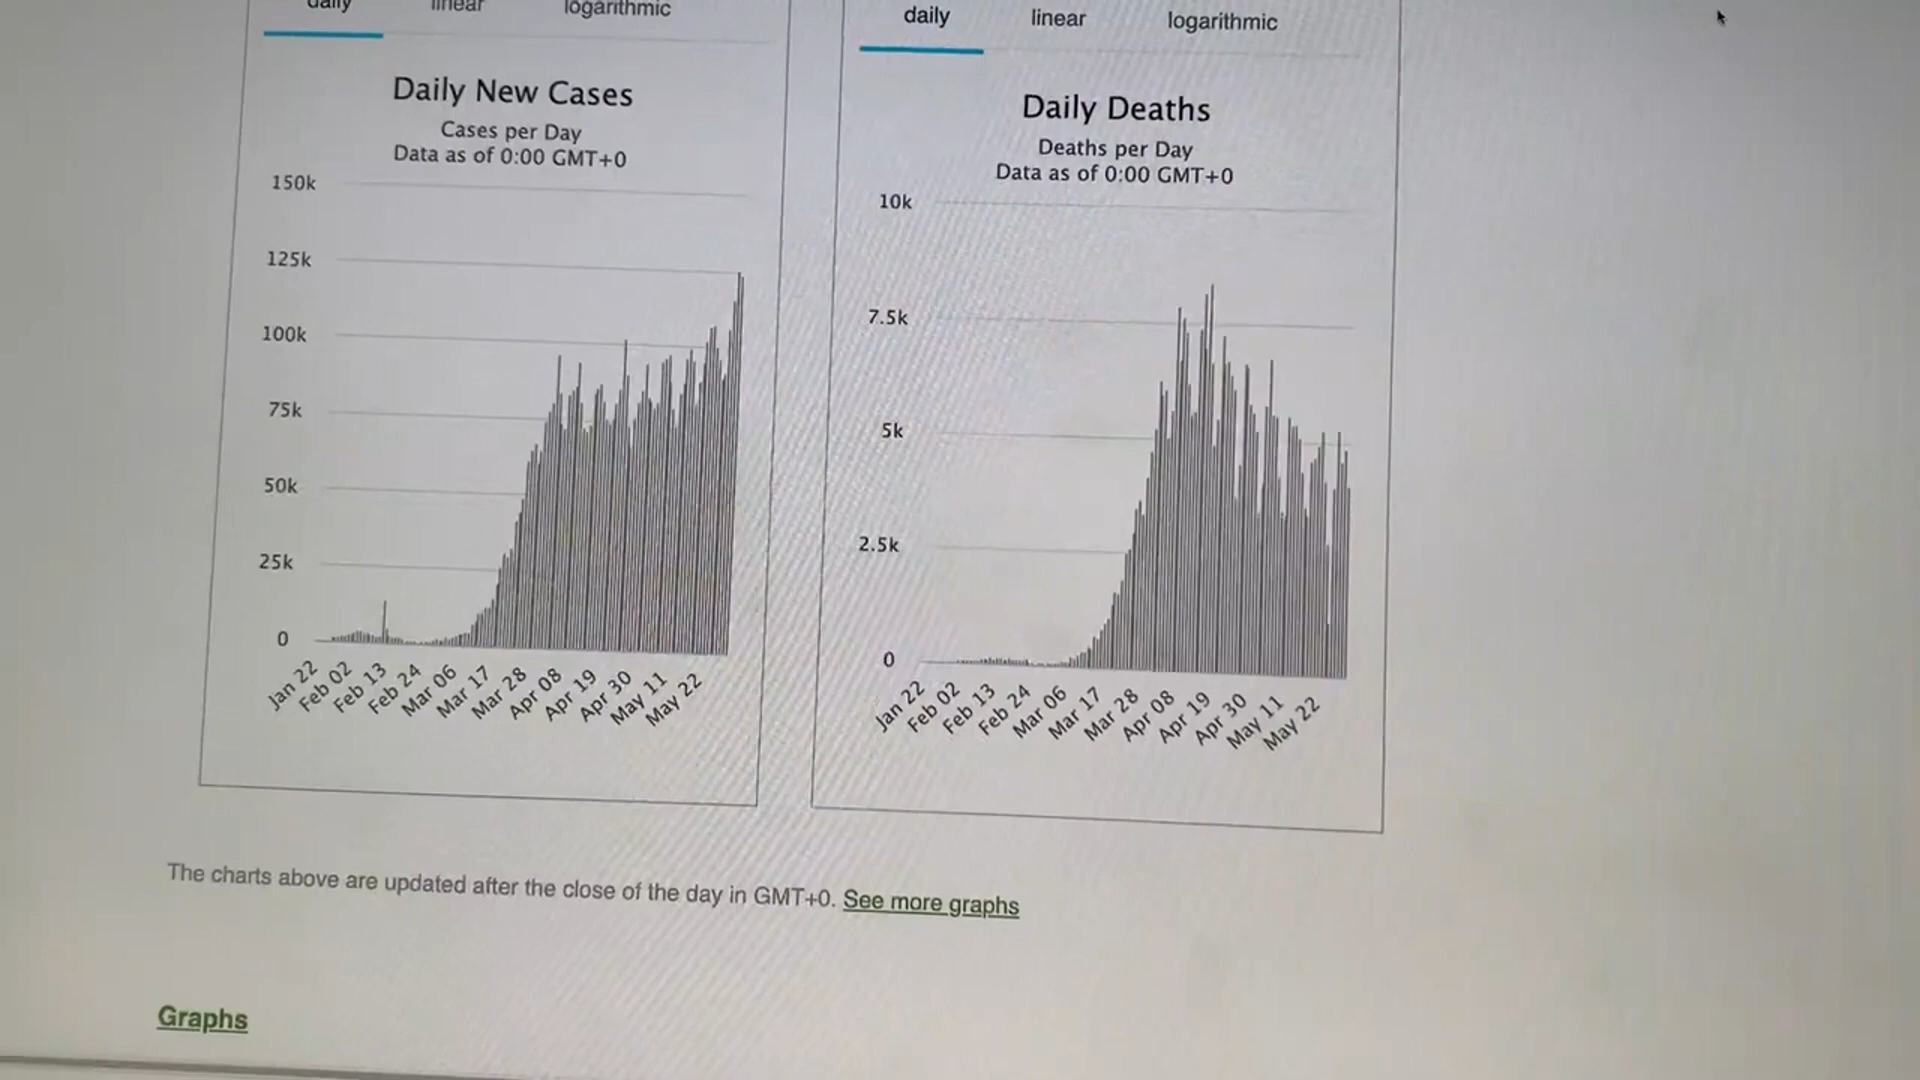 daily linear logarithmic
Daily New Cases
Cases per Day
Data as of 0:00 GMT+0
150k
125k
100k
75k
50k
25k
0
Jan 22
Feb 02
Feb 13
Feb 24
Mar 06
Mar 17
Mar 28
Apr 08
Apr 19
Apr 30
May 11
May 22
daily linear logarithmic
Daily Deaths
Deaths per Day
Data as of 0:00 GMT+0
10k
7.5k
5k
2.5k
0
Jan 22
Feb 02
Feb 13
Feb 24
Mar 06
Mar 17
Mar 28
Apr 08
Apr 19
Apr 30
May 11
May 22
The charts above are updated after the close of the day in GMT+0. See more graphs
Graphs